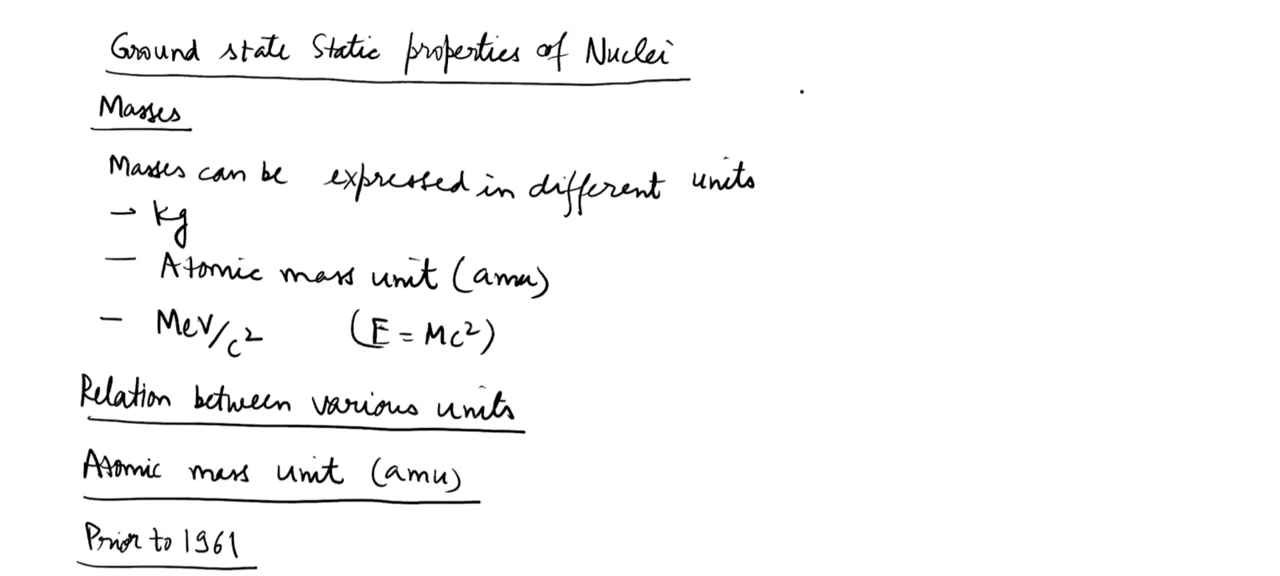 Ground state Static properties of Nuclei
Masses
Masses can be expressed in different units
→ kg
— Atomic mass unit (amu)
— MeV/c² (E = Mc²)
Relation between various units
Atomic mass unit (amu)
Prior to 1961